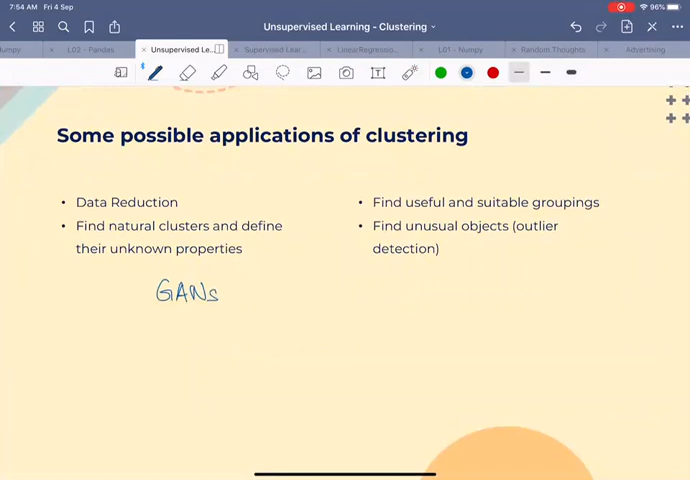 7:54 AM Fri 4 Sep
96%
Unsupervised Learning - Clustering
L02 - Pandas
Unsupervised Le...
Supervised Lear...
L01 - Numpy
Random Thoughts
Advertising
Some possible applications of clustering
• Data Reduction
• Find natural clusters and define
their unknown properties
• Find useful and suitable groupings
• Find unusual objects (outlier
detection)
GANs